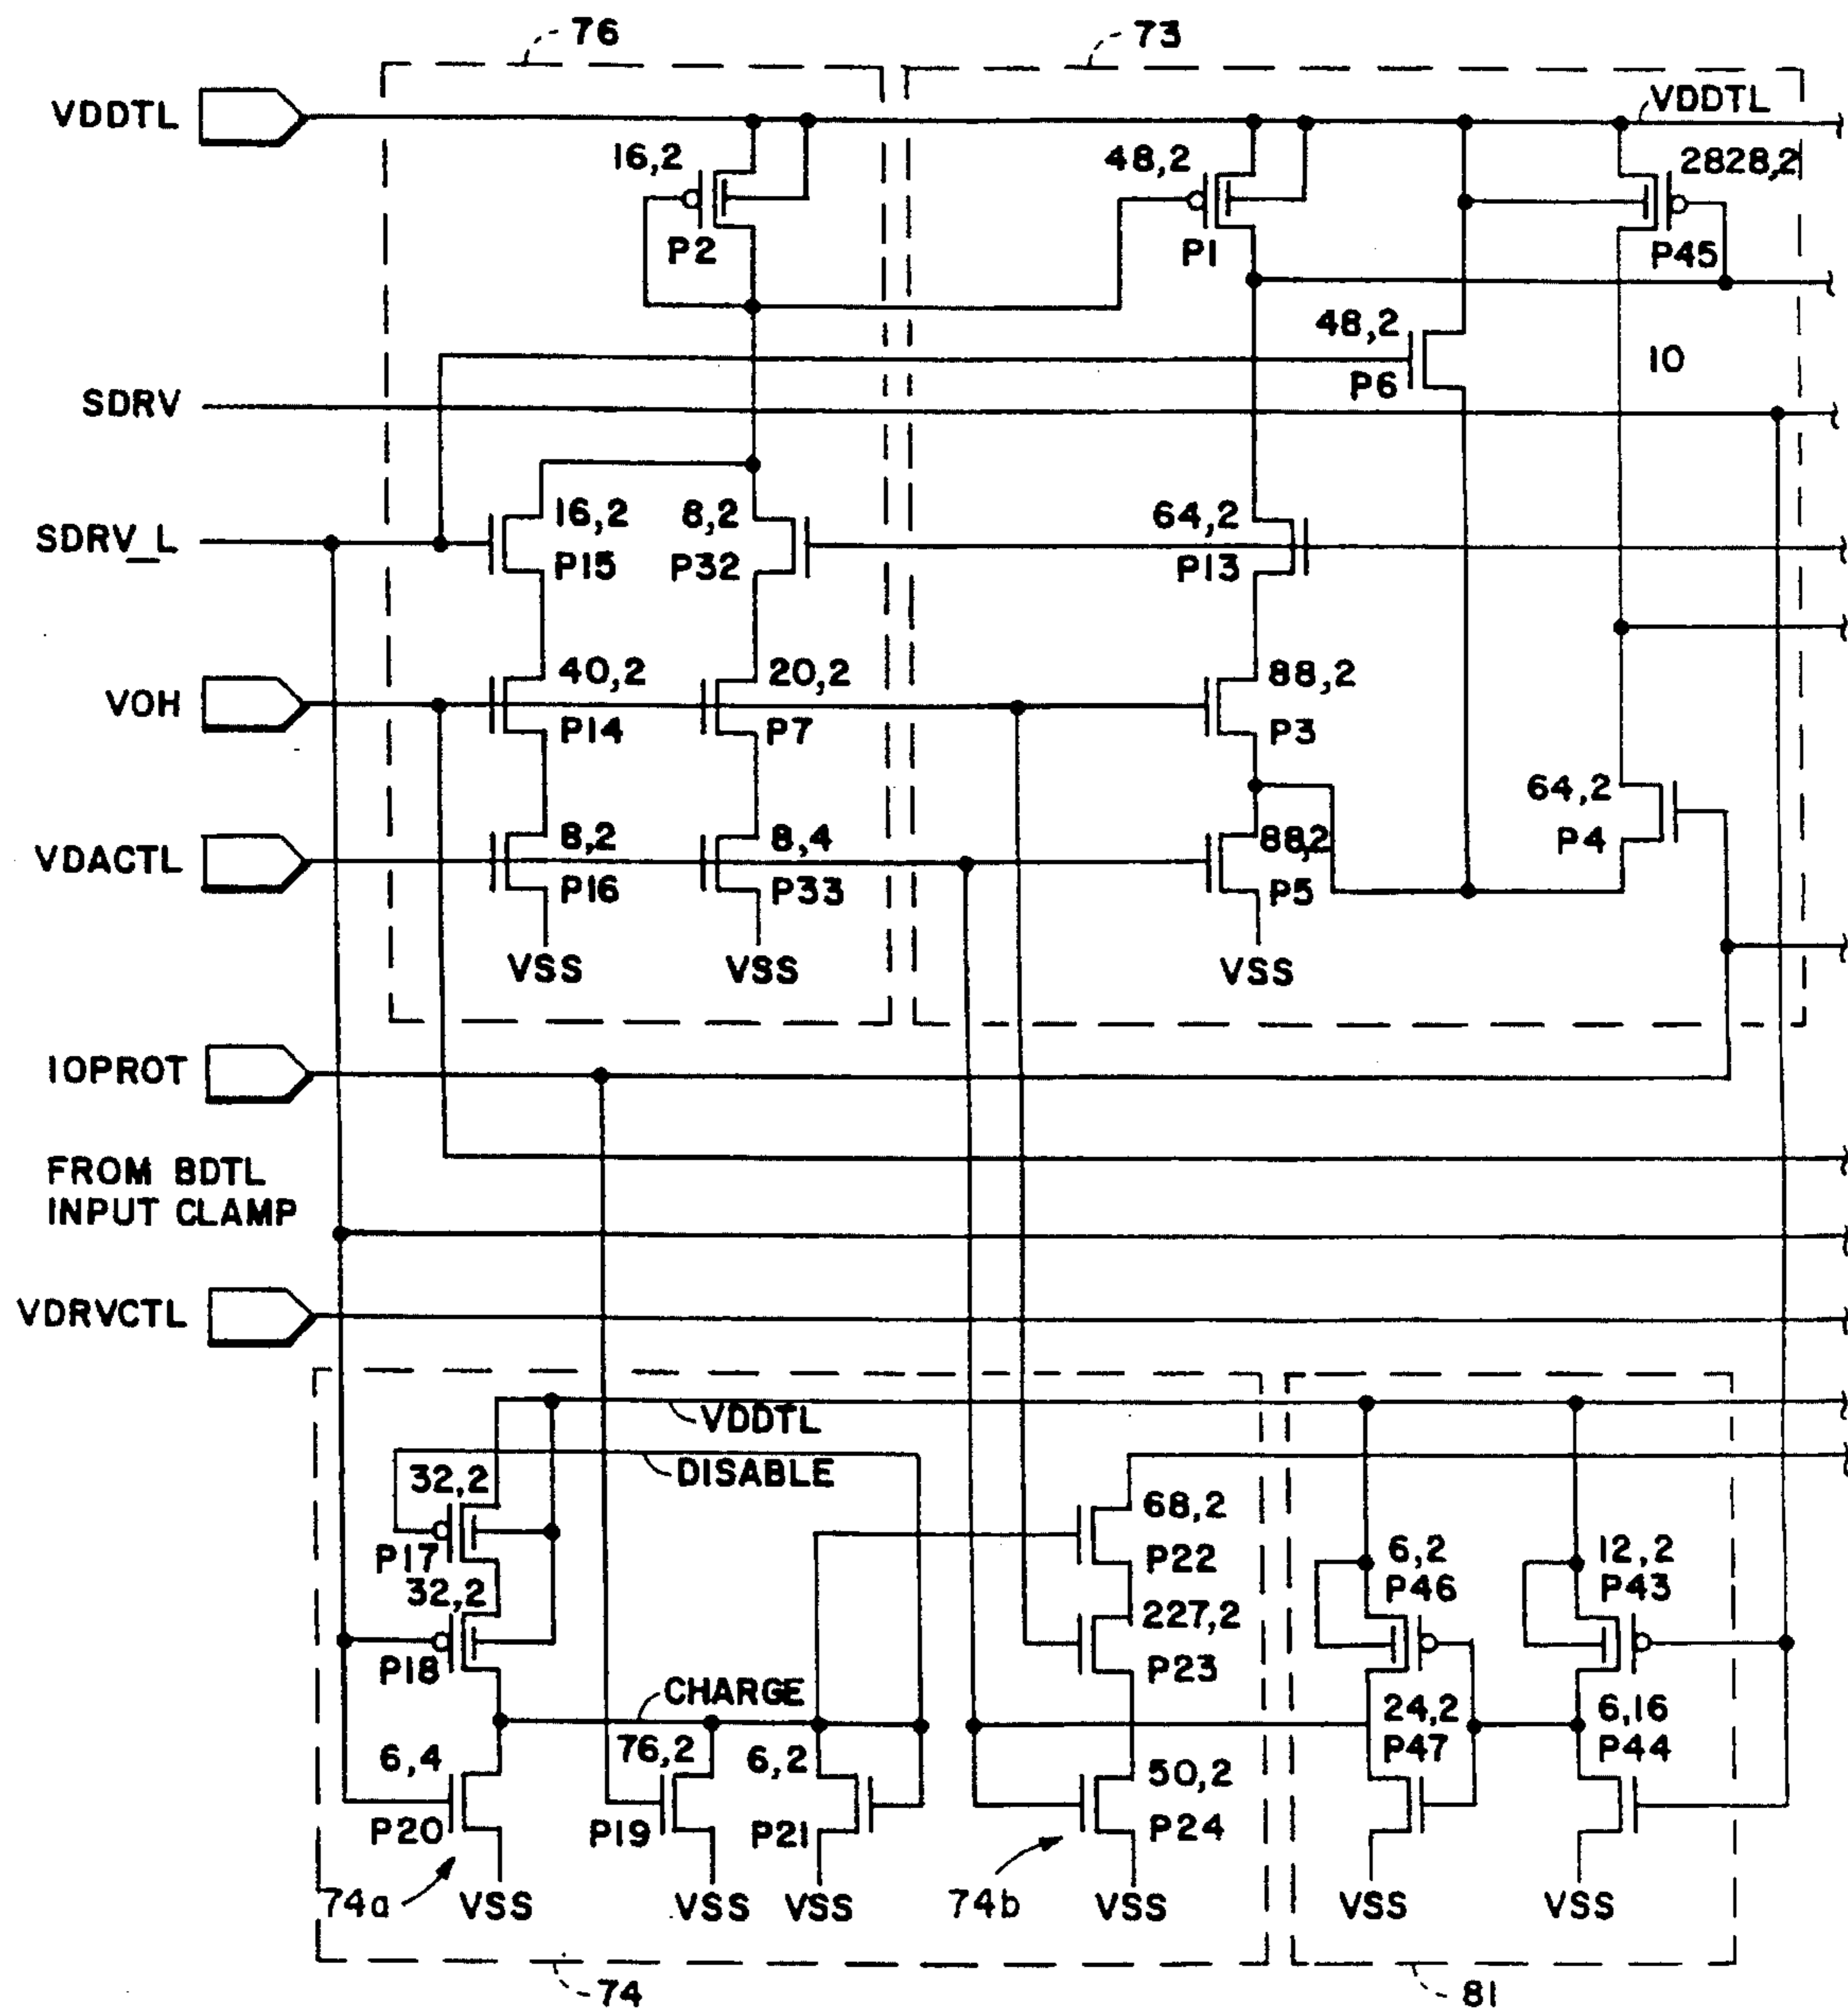 76
73
VDDTL
VDDTL
16,2
P2
48,2
P1
2828,2
P45
48,2
P6
10
SDRV
SDRV_L
16,2
P15
8,2
P32
64,2
P13
VOH
40,2
P14
20,2
P7
88,2
P3
64,2
P4
VDACTL
8,2
P16
8,4
P33
88,2
P5
VSS
VSS
VSS
IOPROT
FROM BDTL
INPUT CLAMP
VDRVCTL
VDDTL
DISABLE
32,2
P17
32,2
P18
68,2
P22
227,2
P23
6,2
P46
12,2
P43
CHARGE
6,4
P20
76,2
P19
6,2
P21
50,2
P24
24,2
P47
6,16
P44
74a
VSS
VSS
VSS
74b
VSS
VSS
VSS
74
81